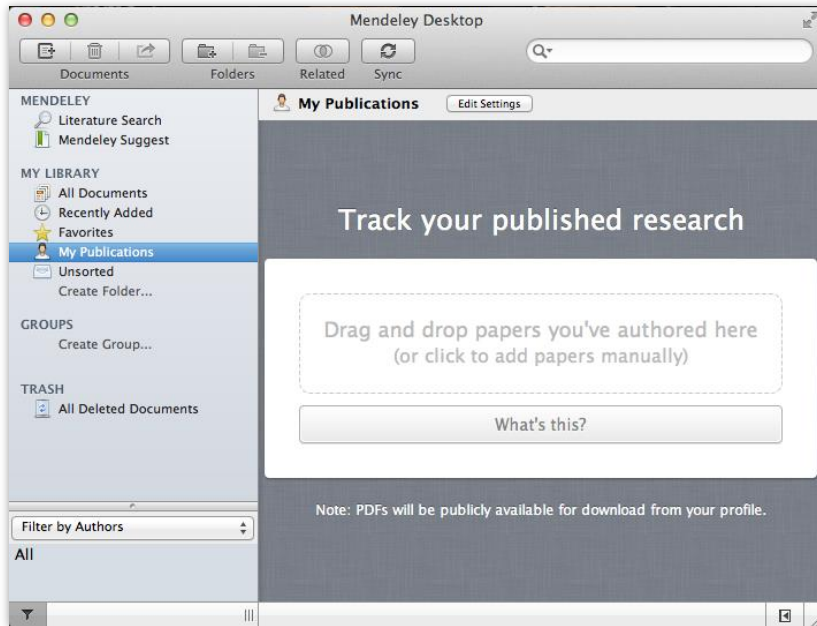 Mendeley Desktop
Documents
Folders
Related
Sync
MENDELEY
Literature Search
Mendeley Suggest
MY LIBRARY
All Documents
Recently Added
Favorites
My Publications
Unsorted
Create Folder...
GROUPS
Create Group...
TRASH
All Deleted Documents
Filter by Authors
All
My Publications
Edit Settings
Track your published research
Drag and drop papers you've authored here
(or click to add papers manually)
What's this?
Note: PDFs will be publicly available for download from your profile.